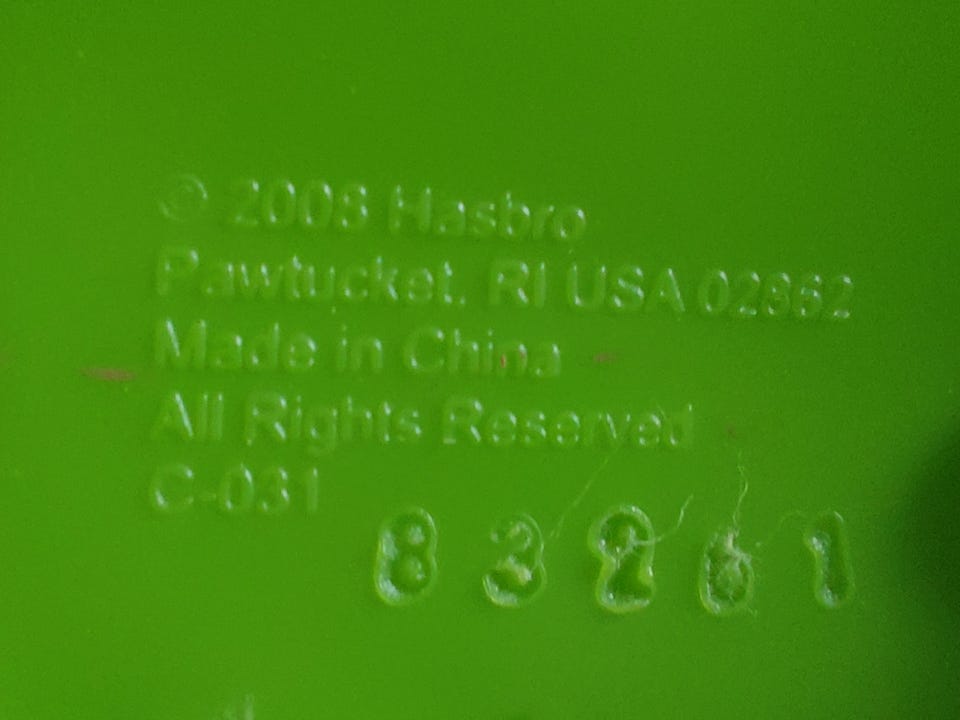 © 2008 Hasbro
Pawtucket, RI USA 02862
Made in China
All Rights Reserved
C-031
83261